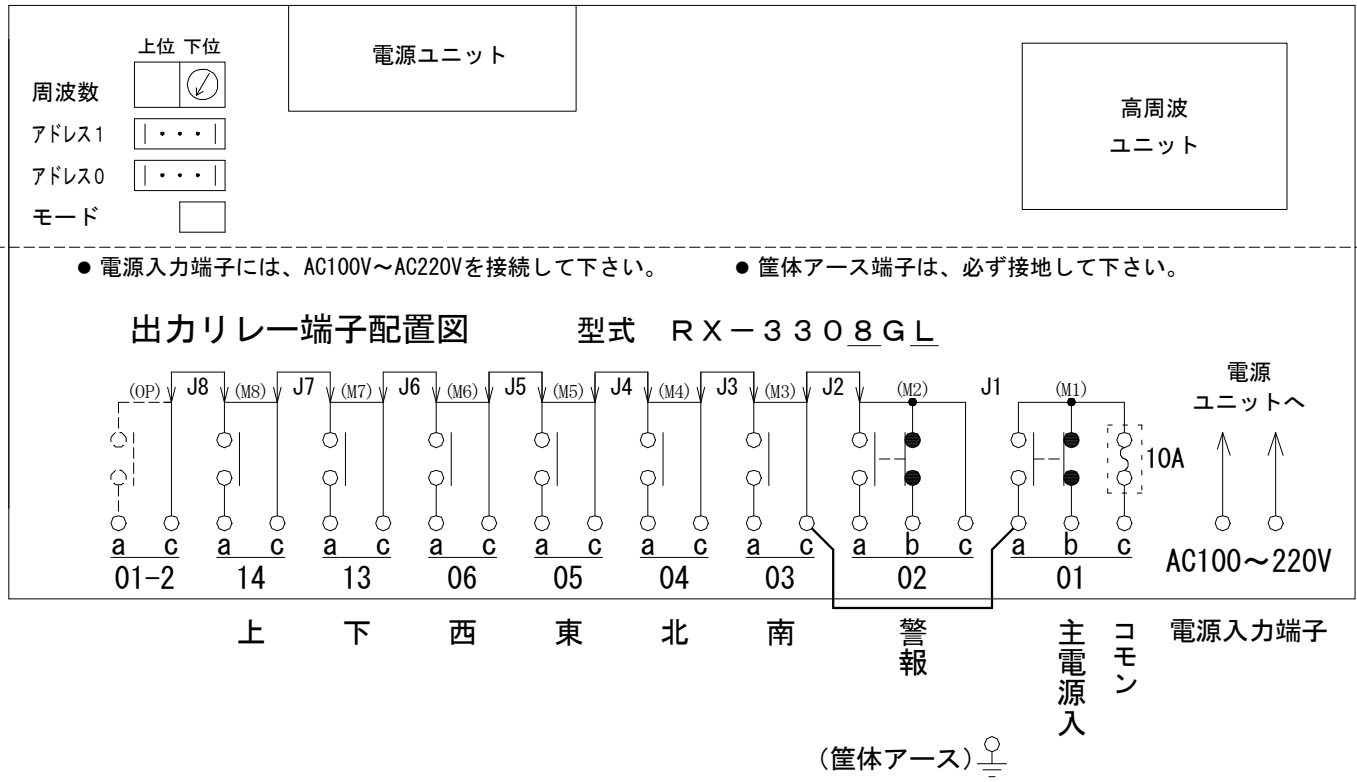 上位 下位
周波数
アドレス1
アドレス0
モード
電源ユニット
高周波
ユニット
● 電源入力端子には、AC100V～AC220Vを接続して下さい。
● 筐体アース端子は、必ず接地して下さい。
出力リレー端子配置図 型式 ＲＸ－３３０８ＧＬ
(OP) J8 (M8) J7 (M7) J6 (M6) J5 (M5) J4 (M4) J3 (M3) J2 (M2) J1 (M1)
電源
ユニットへ
10A
a c a c a c a c a c a c a c a b c a b c
01-2 14 13 06 05 04 03 02 01
AC100～220V
上 下 西 東 北 南 警報 主電源入 コモン 電源入力端子
(筐体アース)